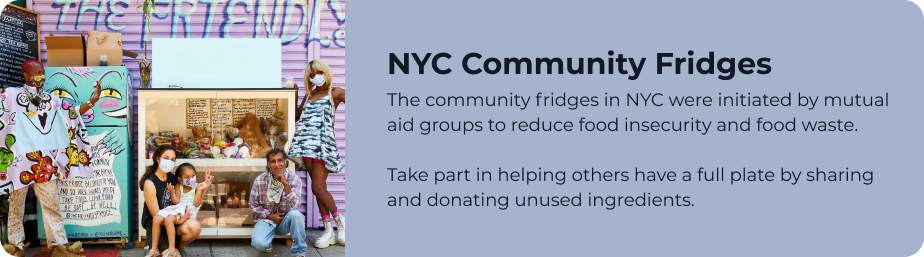 THE FRIENDLY
NYC Community Fridges
The community fridges in NYC were initiated by mutual
aid groups to reduce food insecurity and food waste.
Take part in helping others have a full plate by sharing
and donating unused ingredients.